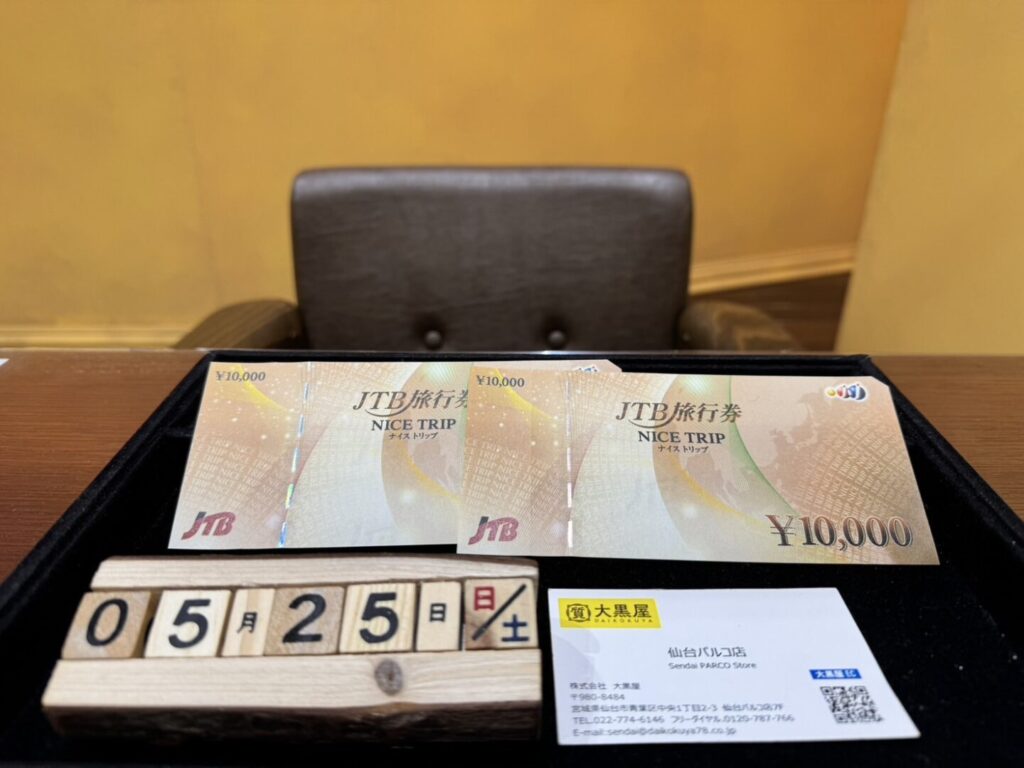 ¥10,000
JTB旅行券
NICE TRIP
ナイストリップ
JTB
¥10,000
JTB旅行券
NICE TRIP
ナイストリップ
JTB
¥10,000
05月25日 日/土
質 大黒屋
DAIKOKUYA
仙台パルコ店
Sendai PARCO Store
大黒屋 EC
株式会社 大黒屋
〒980-8484
宮城県仙台市青葉区中央1丁目2-3 仙台パルコ店7F
TEL.022-774-6146 フリーダイヤル.0120-787-766
E-mail:sendai@daikokuya78.co.jp